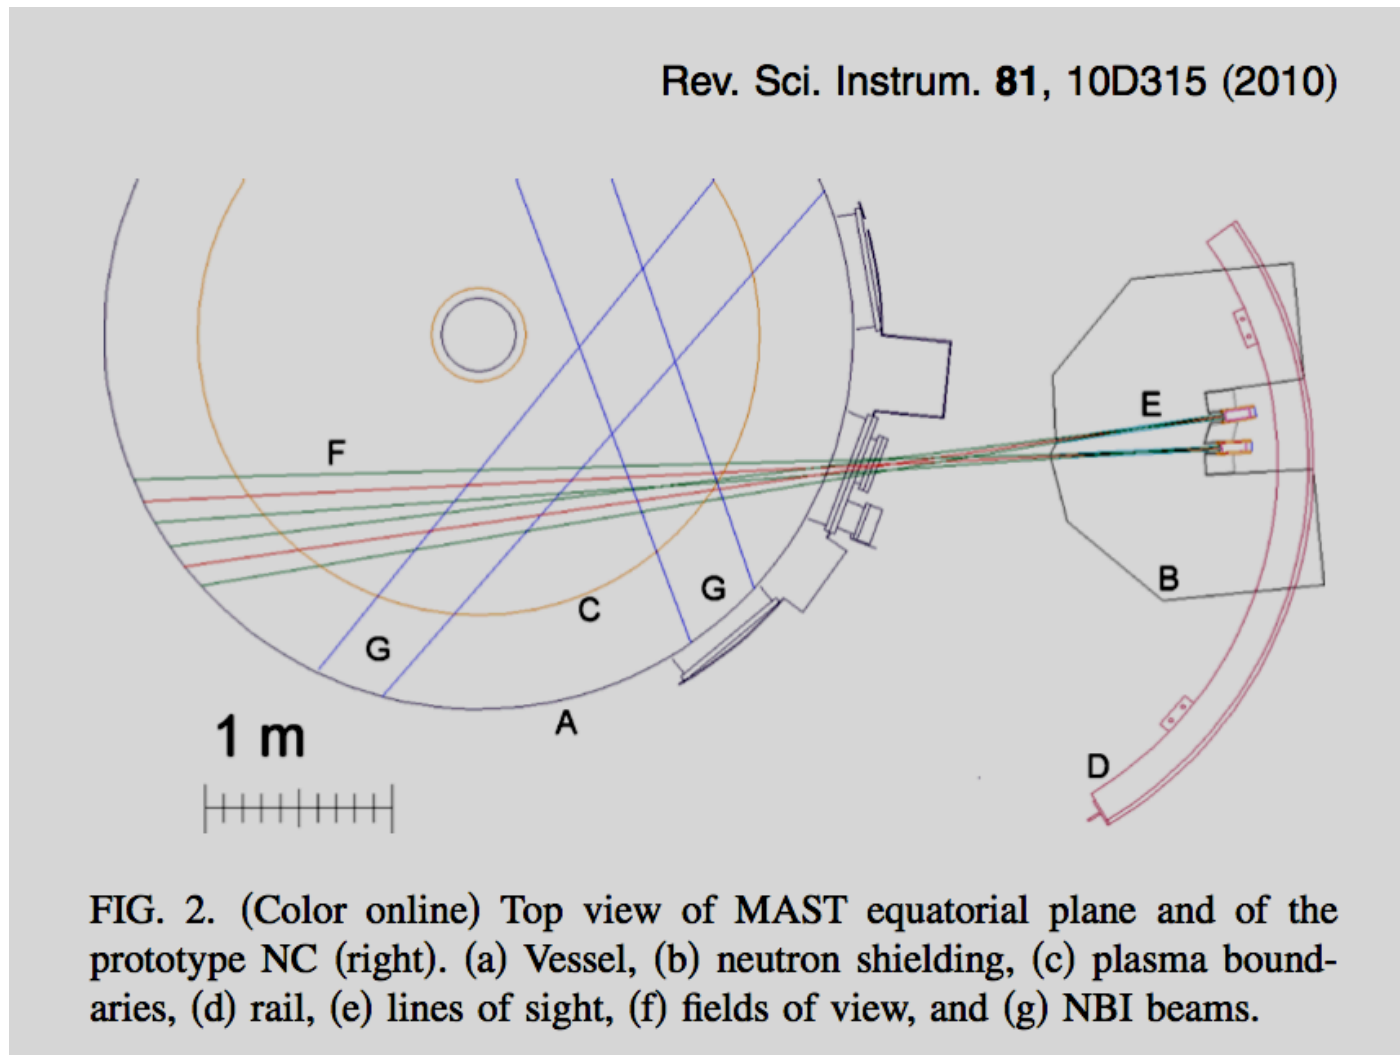 Rev. Sci. Instrum. 81, 10D315 (2010)
E
F
B
G
C
G
A
1 m
D
FIG. 2. (Color online) Top view of MAST equatorial plane and of the
prototype NC (right). (a) Vessel, (b) neutron shielding, (c) plasma bound-
aries, (d) rail, (e) lines of sight, (f) fields of view, and (g) NBI beams.